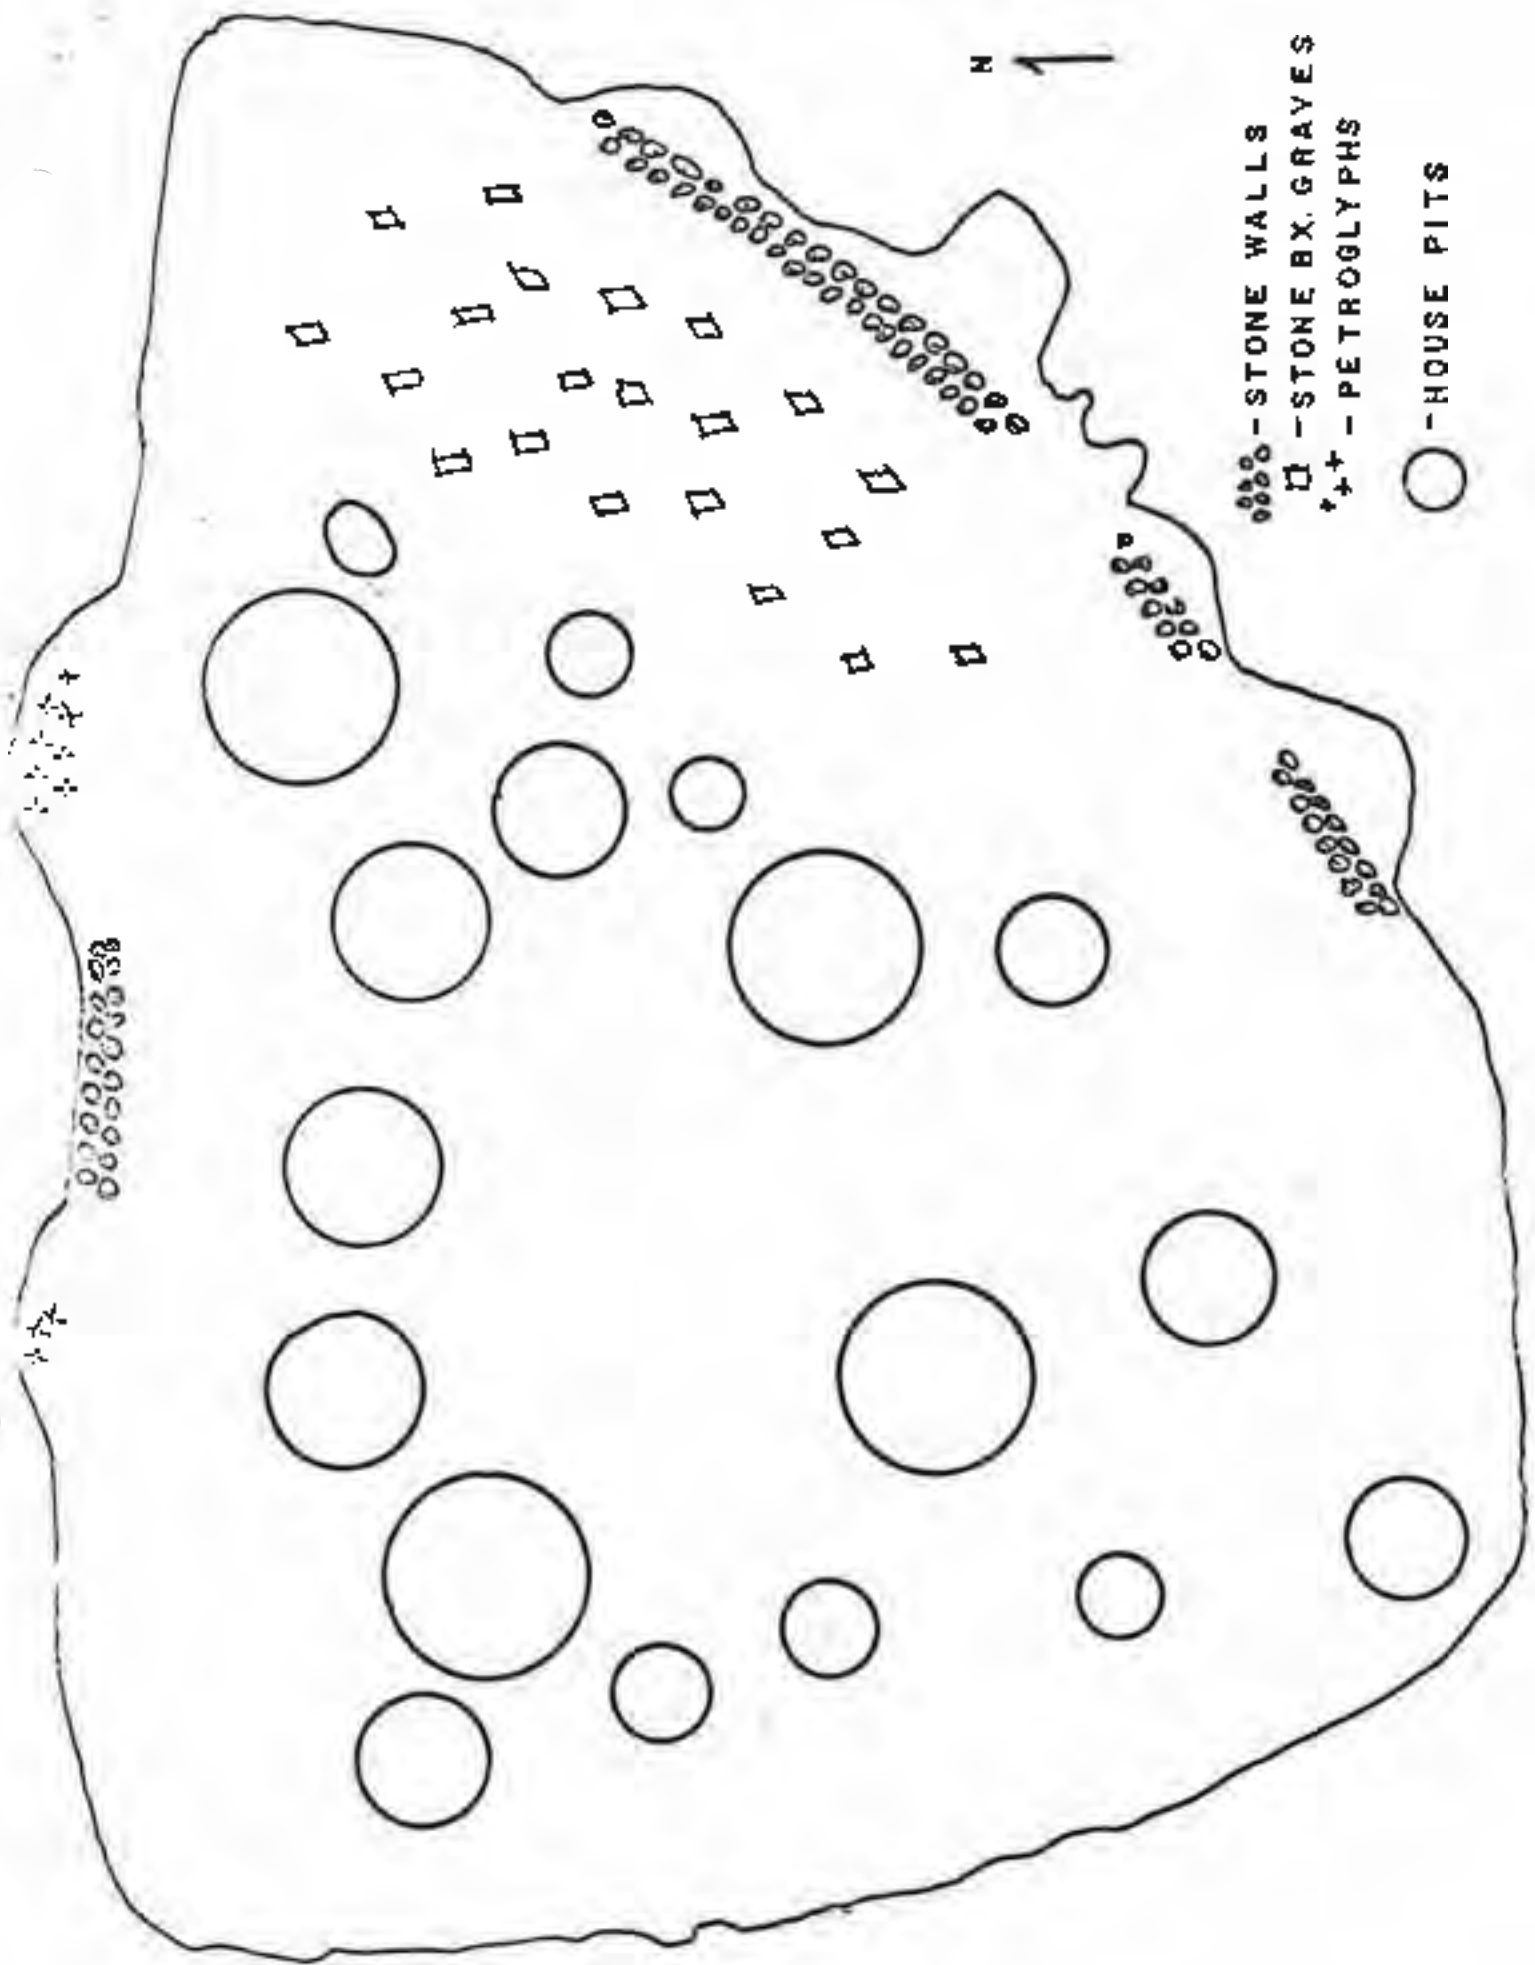 N
-STONE WALLS
-STONE BX. GRAVES
-PETROGLYPHS
-HOUSE PITS